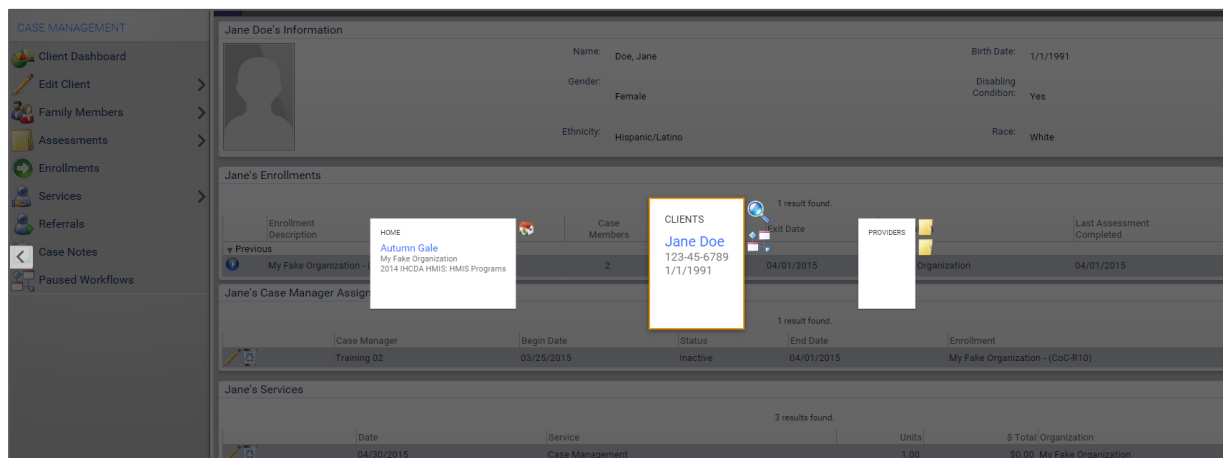 CASE MANAGEMENT
Client Dashboard
Edit Client
Family Members
Assessments
Enrollments
Services
Referrals
Case Notes
Paused Workflows
Jane Doe's Information
Name: Doe, Jane
Birth Date: 1/1/1991
Gender: Female
Disabling Condition: Yes
Ethnicity: Hispanic/Latino
Race: White
Jane's Enrollments
1 result found.
Enrollment Description
Case Members
Exit Date
Last Assessment Completed
Previous
My Fake Organization -
2
04/01/2015
Organization
04/01/2015
HOME
Autumn Gale
My Fake Organization
2014 IHCDA HMIS: HMIS Programs
CLIENTS
Jane Doe
123-45-6789
1/1/1991
PROVIDERS
Jane's Case Manager Assign
1 result found.
Case Manager Begin Date Status End Date Enrollment
Training 02 03/25/2015 Inactive 04/01/2015 My Fake Organization - (CoC-R10)
Jane's Services
3 results found.
Date Service Units $ Total Organization
04/30/2015 Case Management 1.00 $0.00 My Fake Organization